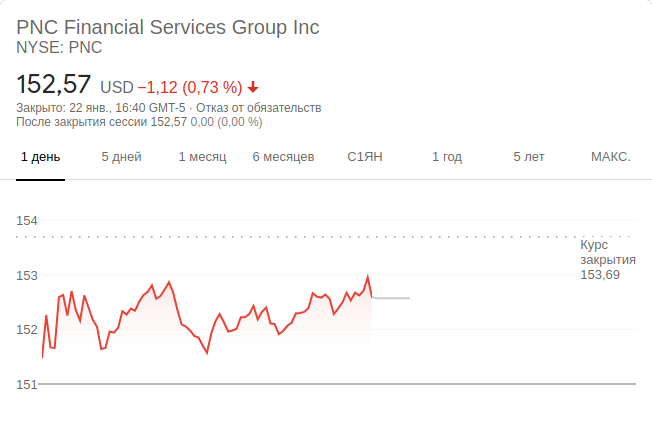 PNC Financial Services Group Inc
NYSE: PNC
152,57 USD −1,12 (0,73 %)
Закрыто: 22 янв., 16:40 GMT-5 · Отказ от обязательств
После закрытия сессии 152,57 0,00 (0,00 %)
1 день 5 дней 1 месяц 6 месяцев С1ЯН 1 год 5 лет МАКС.
154
Курс
закрытия
153,69
153
152
151